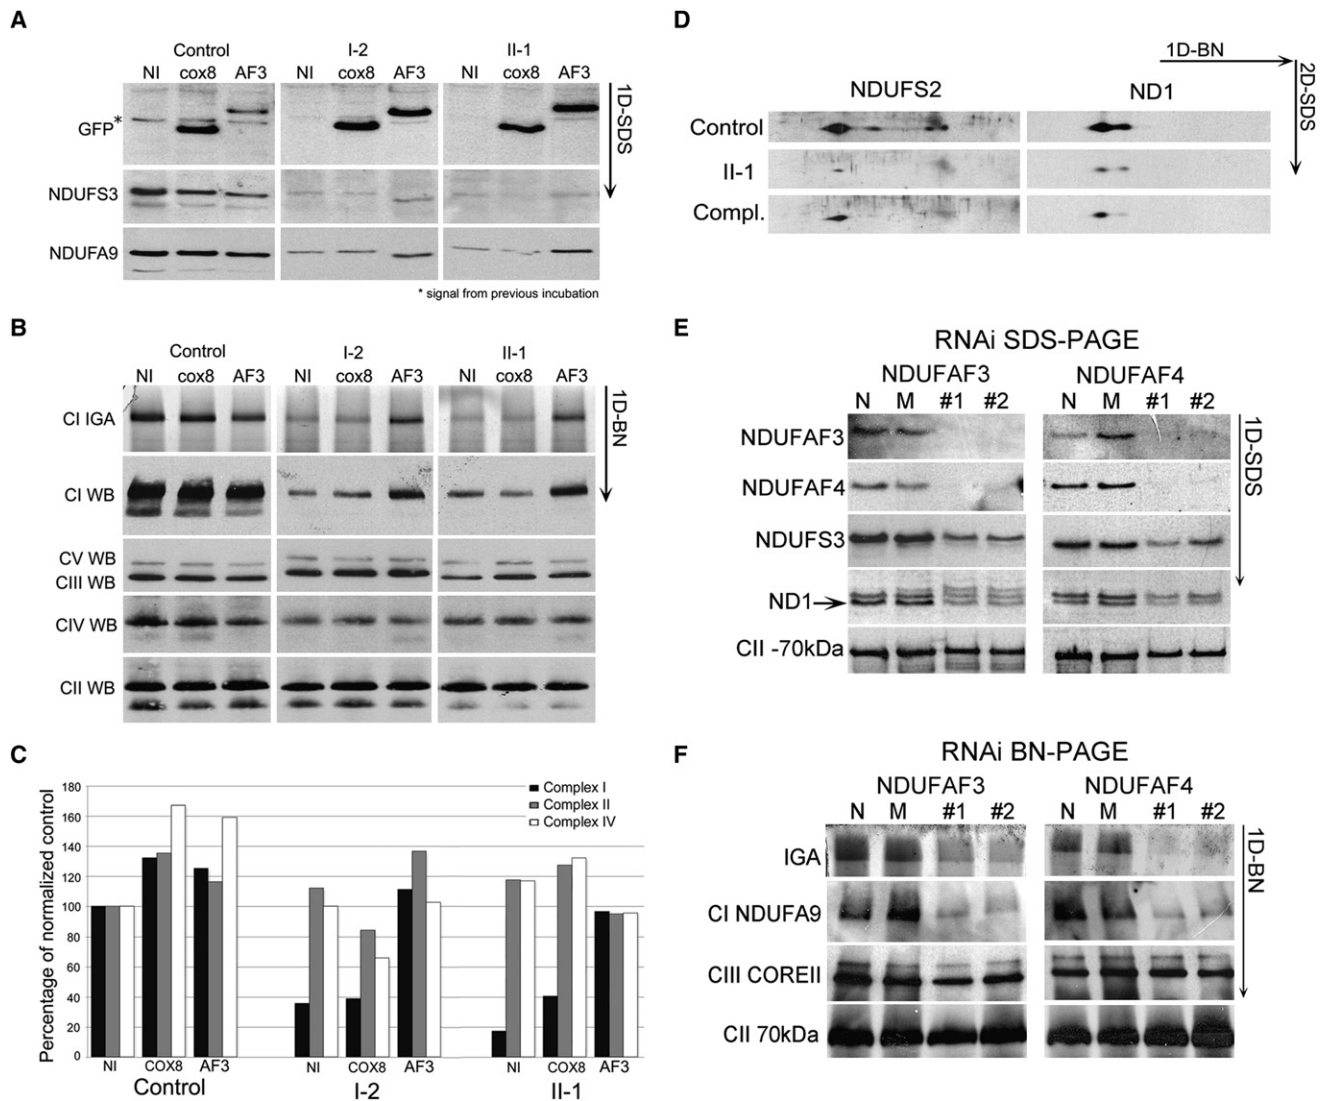 A
Control I-2 II-1
NI cox8 AF3 NI cox8 AF3 NI cox8 AF3
GFP*
NDUFS3
NDUFA9
1D-SDS
* signal from previous incubation
B
Control I-2 II-1
NI cox8 AF3 NI cox8 AF3 NI cox8 AF3
CI IGA
CI WB
CV WB
CIII WB
CIV WB
CII WB
1D-BN
C
Percentage of normalized control
180
160
140
120
100
80
60
40
20
0
Complex I
Complex II
Complex IV
NI COX8 AF3 NI COX8 AF3 NI COX8 AF3
Control I-2 II-1
D
1D-BN
2D-SDS
NDUFS2 ND1
Control
II-1
Compl.
E
RNAi SDS-PAGE
NDUFAF3 NDUFAF4
N M #1 #2 N M #1 #2
NDUFAF3
NDUFAF4
NDUFS3
ND1
CII -70kDa
1D-SDS
F
RNAi BN-PAGE
NDUFAF3 NDUFAF4
N M #1 #2 N M #1 #2
IGA
CI NDUFA9
CIII COREII
CII 70kDa
1D-BN